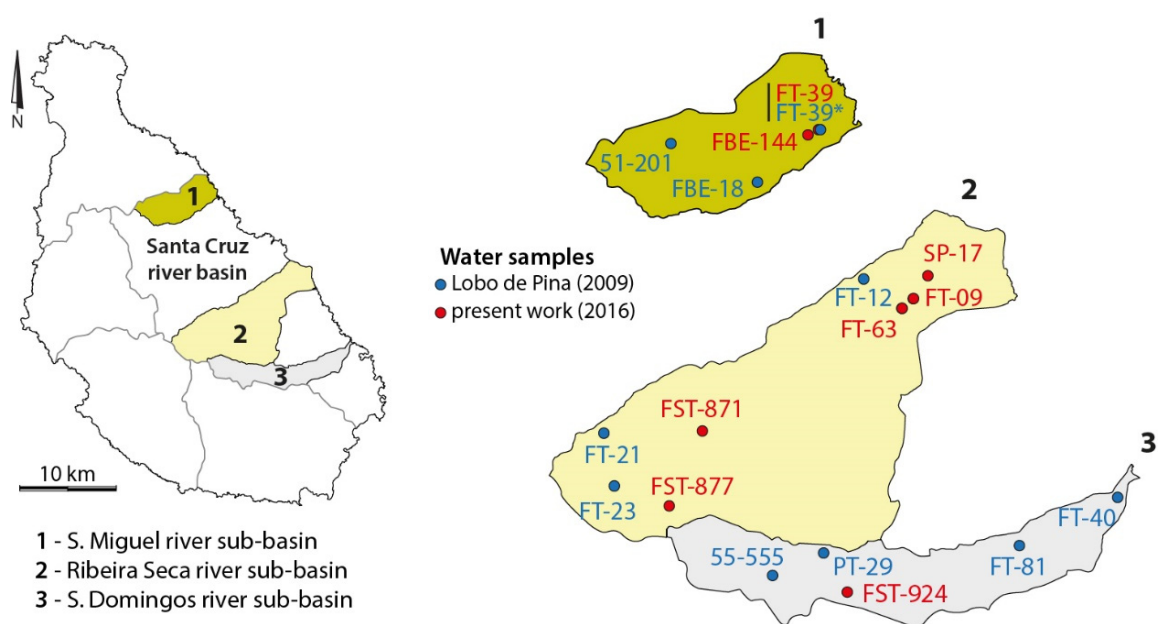 N
1
Santa Cruz
river basin
2
3
10 km
1 - S. Miguel river sub-basin
2 - Ribeira Seca river sub-basin
3 - S. Domingos river sub-basin
Water samples
Lobo de Pina (2009)
present work (2016)
1
FT-39
FT-39*
FBE-144
51-201
FBE-18
2
SP-17
FT-12
FT-09
FT-63
FST-871
FT-21
FST-877
FT-23
3
FT-40
55-555
PT-29
FT-81
FST-924